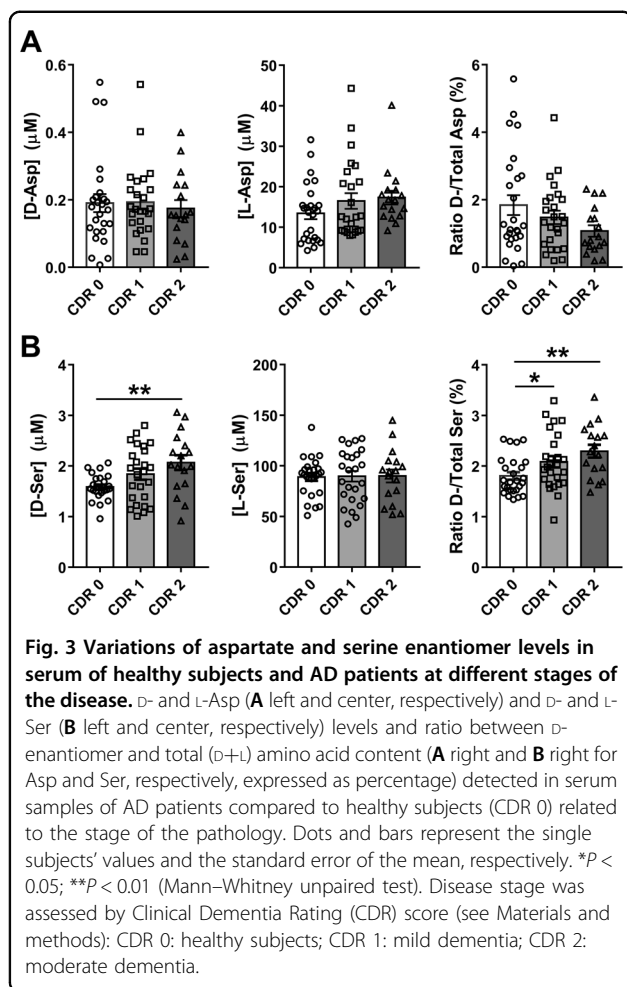 A
[D-Asp] (µM)
0.6
0.4
0.2
0.0
CDR 0
CDR 1
CDR 2
[L-Asp] (µM)
50
40
30
20
10
0
CDR 0
CDR 1
CDR 2
Ratio D-/Total Asp (%)
6
4
2
0
CDR 0
CDR 1
CDR 2
B
[D-Ser] (µM)
4
3
2
1
0
**
CDR 0
CDR 1
CDR 2
[L-Ser] (µM)
200
150
100
50
0
CDR 0
CDR 1
CDR 2
Ratio D-/Total Ser (%)
4
3
2
1
0
**
*
CDR 0
CDR 1
CDR 2
Fig. 3 Variations of aspartate and serine enantiomer levels in
serum of healthy subjects and AD patients at different stages of
the disease. D- and L-Asp (A left and center, respectively) and D- and L-
Ser (B left and center, respectively) levels and ratio between D-
enantiomer and total (D+L) amino acid content (A right and B right for
Asp and Ser, respectively, expressed as percentage) detected in serum
samples of AD patients compared to healthy subjects (CDR 0) related
to the stage of the pathology. Dots and bars represent the single
subjects' values and the standard error of the mean, respectively. *P <
0.05; **P < 0.01 (Mann–Whitney unpaired test). Disease stage was
assessed by Clinical Dementia Rating (CDR) score (see Materials and
methods): CDR 0: healthy subjects; CDR 1: mild dementia; CDR 2:
moderate dementia.